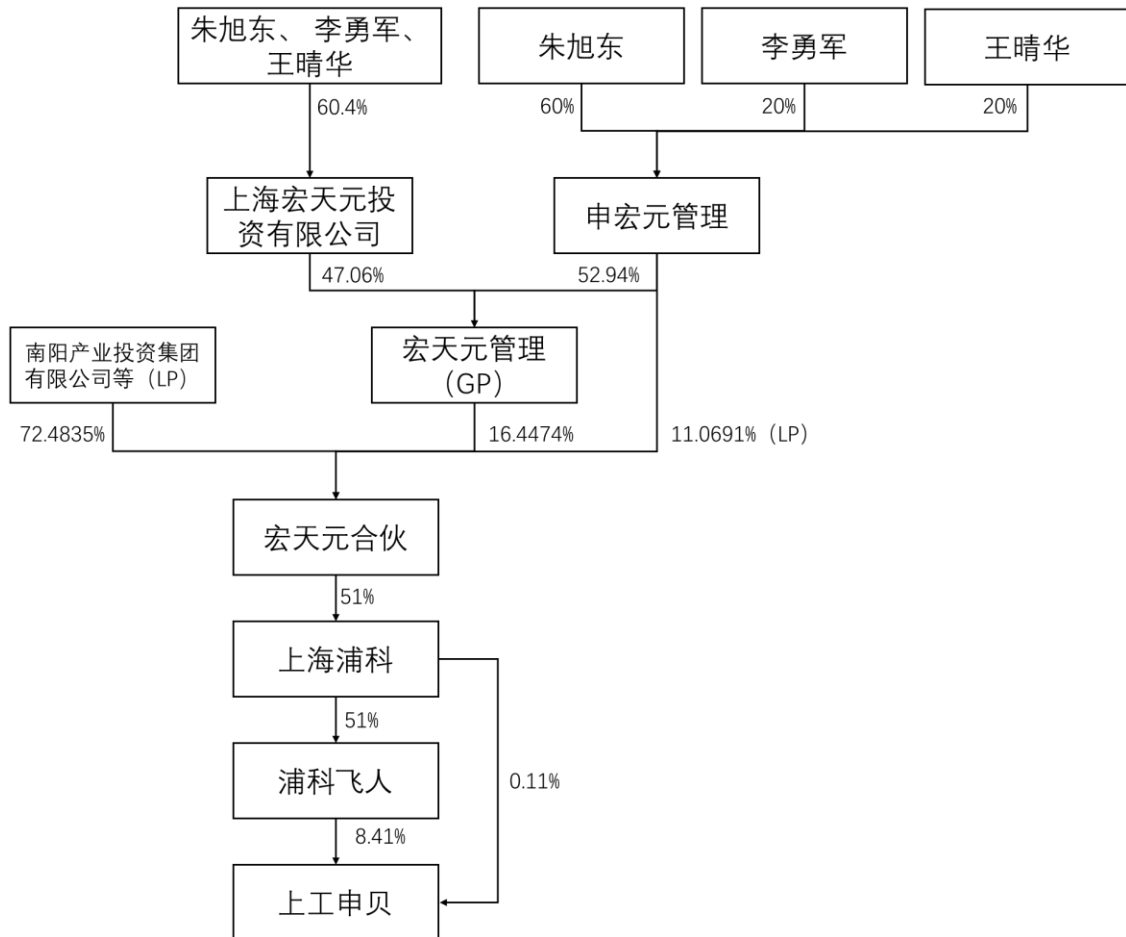 朱旭东、 李勇军、
王晴华
朱旭东
李勇军
王晴华
60.4%
60%
20%
20%
上海宏天元投
资有限公司
申宏元管理
47.06%
52.94%
南阳产业投资集团
有限公司等（LP）
宏天元管理
（GP）
72.4835%
16.4474%
11.0691%（LP）
宏天元合伙
51%
上海浦科
51%
浦科飞人
0.11%
8.41%
上工申贝